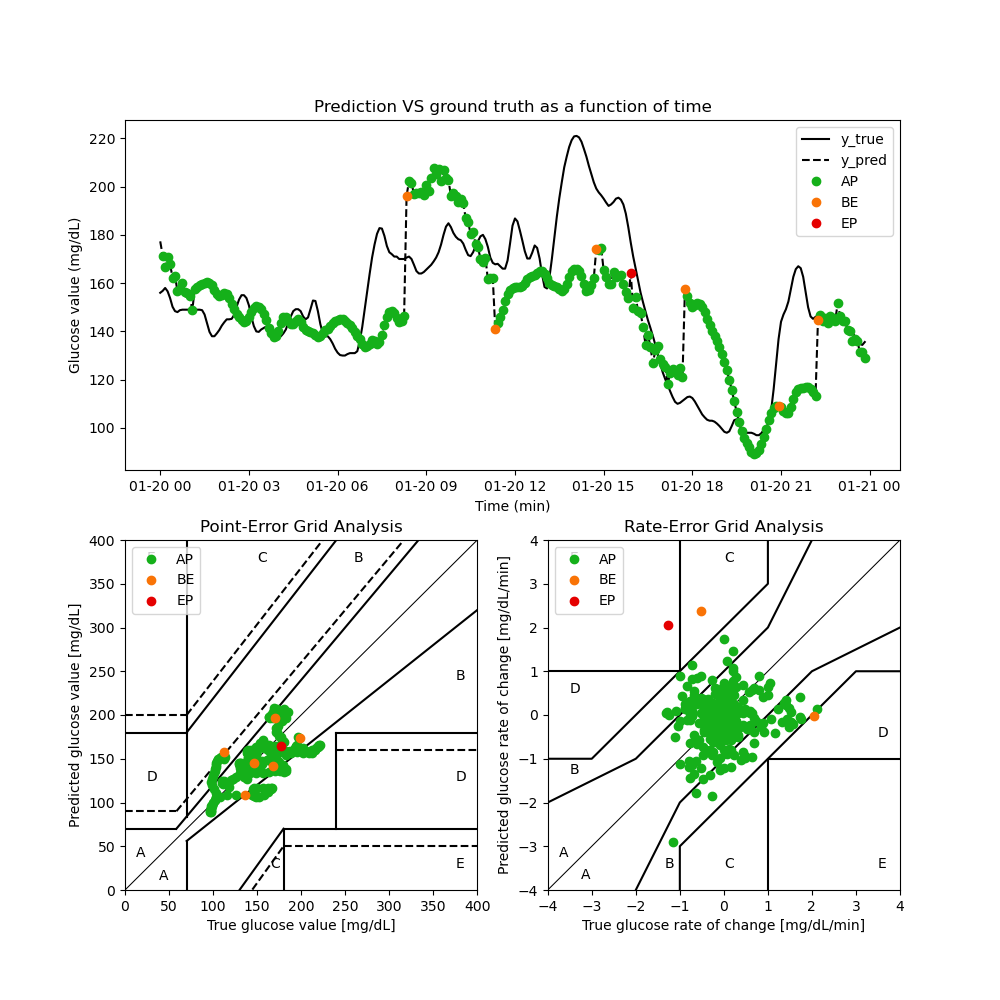 Prediction VS ground truth as a function of time
Glucose value (mg/dL)
220
200
180
160
140
120
100
y_true
y_pred
AP
BE
EP
01-20 00 01-20 03 01-20 06 01-20 09 01-20 12 01-20 15 01-20 18 01-20 21 01-21 00
Time (min)
Point-Error Grid Analysis
Predicted glucose value [mg/dL]
400
350
300
250
200
150
100
50
0
AP
BE
EP
C B
B
D D
A
A C E
0 50 100 150 200 250 300 350 400
True glucose value [mg/dL]
Rate-Error Grid Analysis
Predicted glucose rate of change [mg/dL/min]
4
3
2
1
0
−1
−2
−3
−4
AP
BE
EP
C
D
D
B
A
A B C E
−4 −3 −2 −1 0 1 2 3 4
True glucose rate of change [mg/dL/min]